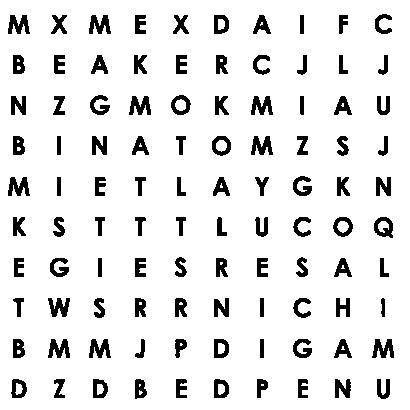 M X M E X D A I F C
B E A K E R C J L J
N Z G M O K M I A U
B I N A T O M Z S J
M I E T L A Y G K N
K S T T T L U C O Q
E G I E S R E S A L
T W S R R N I C H I
B M M J P D I G A M
D Z D B E D P E N U